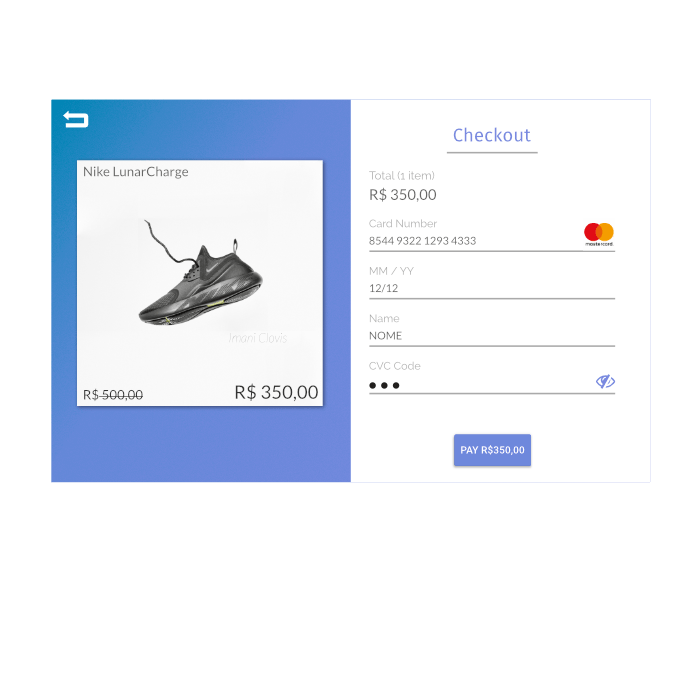 Nike LunarCharge
Imani Clovis
R$ 500,00
R$ 350,00
Checkout
Total (1 item)
R$ 350,00
Card Number
8544 9322 1293 4333
mastercard
MM / YY
12/12
Name
NOME
CVC Code
PAY R$350,00